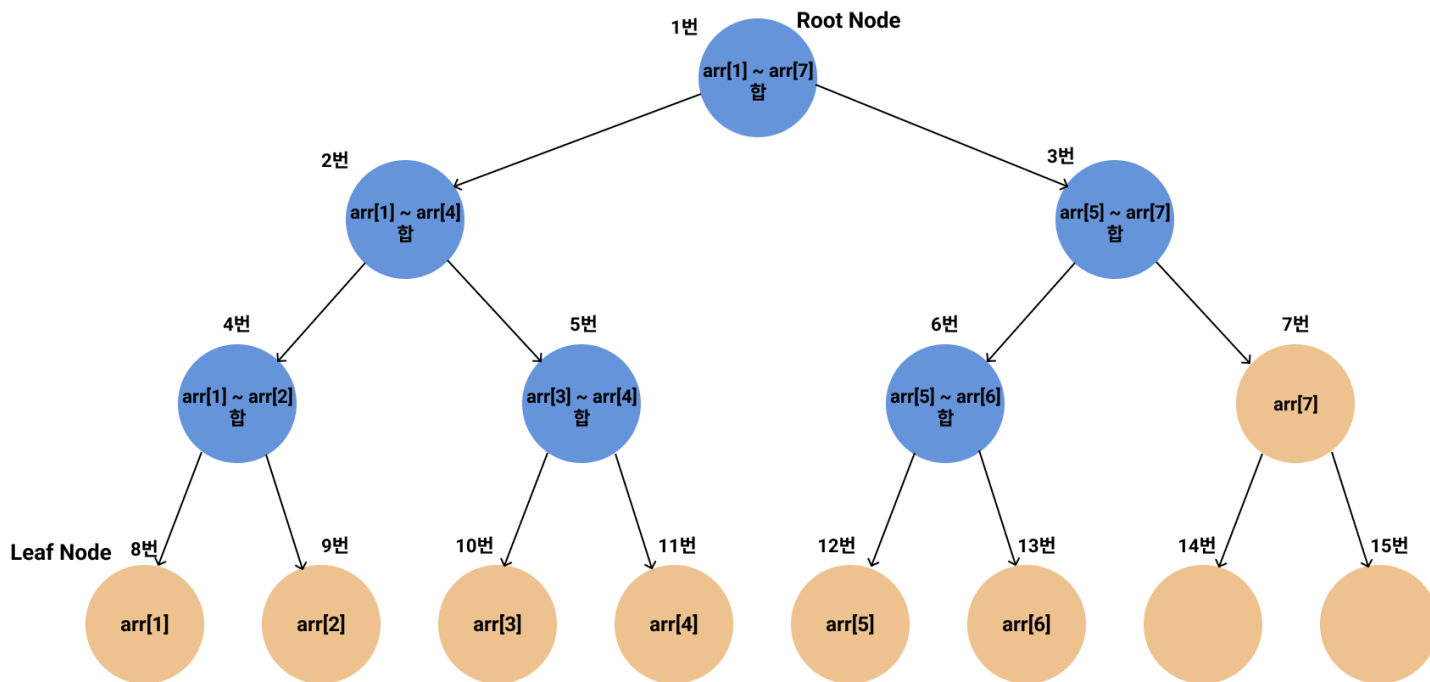 1번
Root Node
arr[1] ~ arr[7]
합
2번
3번
arr[1] ~ arr[4]
합
arr[5] ~ arr[7]
합
4번
5번
6번
7번
arr[1] ~ arr[2]
합
arr[3] ~ arr[4]
합
arr[5] ~ arr[6]
합
arr[7]
Leaf Node
8번
9번
10번
11번
12번
13번
14번
15번
arr[1]
arr[2]
arr[3]
arr[4]
arr[5]
arr[6]